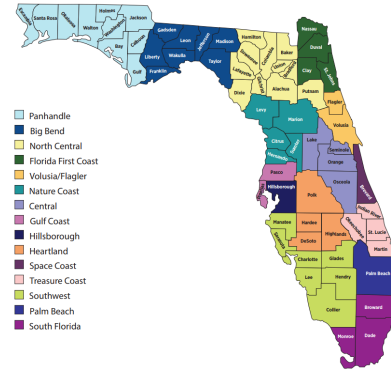 Escambia
Santa Rosa
Okaloosa
Walton
Holmes
Washington
Jackson
Bay
Calhoun
Gulf
Gadsden
Liberty
Franklin
Leon
Wakulla
Jefferson
Madison
Taylor
Hamilton
Suwannee
Lafayette
Columbia
Baker
Union
Bradford
Gilchrist
Alachua
Putnam
Dixie
Nassau
Duval
Clay
St. Johns
Flagler
Volusia
Levy
Marion
Citrus
Sumter
Hernando
Lake
Seminole
Orange
Osceola
Pasco
Hillsborough
Polk
Brevard
Indian River
Okeechobee
St. Lucie
Martin
Manatee
Hardee
Highlands
Sarasota
DeSoto
Charlotte
Glades
Lee
Hendry
Palm Beach
Collier
Broward
Monroe
Dade
Panhandle
Big Bend
North Central
Florida First Coast
Volusia/Flagler
Nature Coast
Central
Gulf Coast
Hillsborough
Heartland
Space Coast
Treasure Coast
Southwest
Palm Beach
South Florida